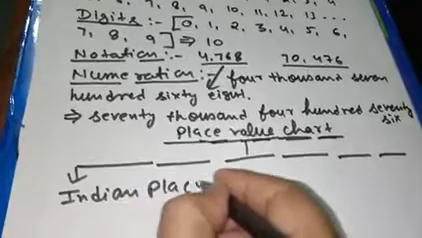 6, 7, 8, 9, 10, 11, 12, 13 ...
Digits :- [0, 1, 2, 3, 4, 5, 6,
7, 8, 9] ⇒ 10
Notation :- 4,768 70,476
Numeration :- four thousand seven
hundred sixty eight.
⇒ seventy thousand four hundred seventy
six
Place value chart
Indian Place